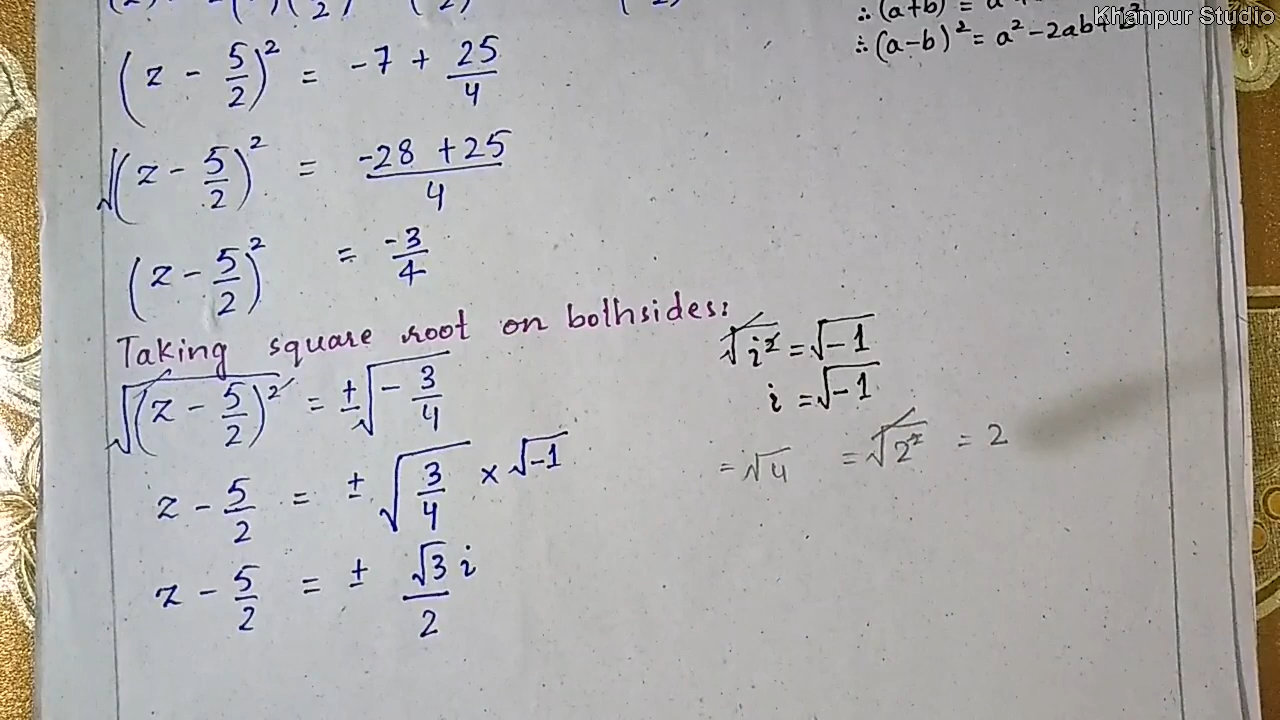 ∴ (a+b) = a
Khanpur Studio
∴ (a-b)² = a² - 2ab +
(z - 5/2)² = -7 + 25/4
√(z - 5/2)² = -28 +25/4
(z - 5/2)² = -3/4
Taking square root on bothsides:
√(z - 5/2)² = ± √- 3/4
z - 5/2 = ± √3/4 × √-1
z - 5/2 = ± √3 i/2
√i² = √-1
i = √-1
= √4 = √2² = 2